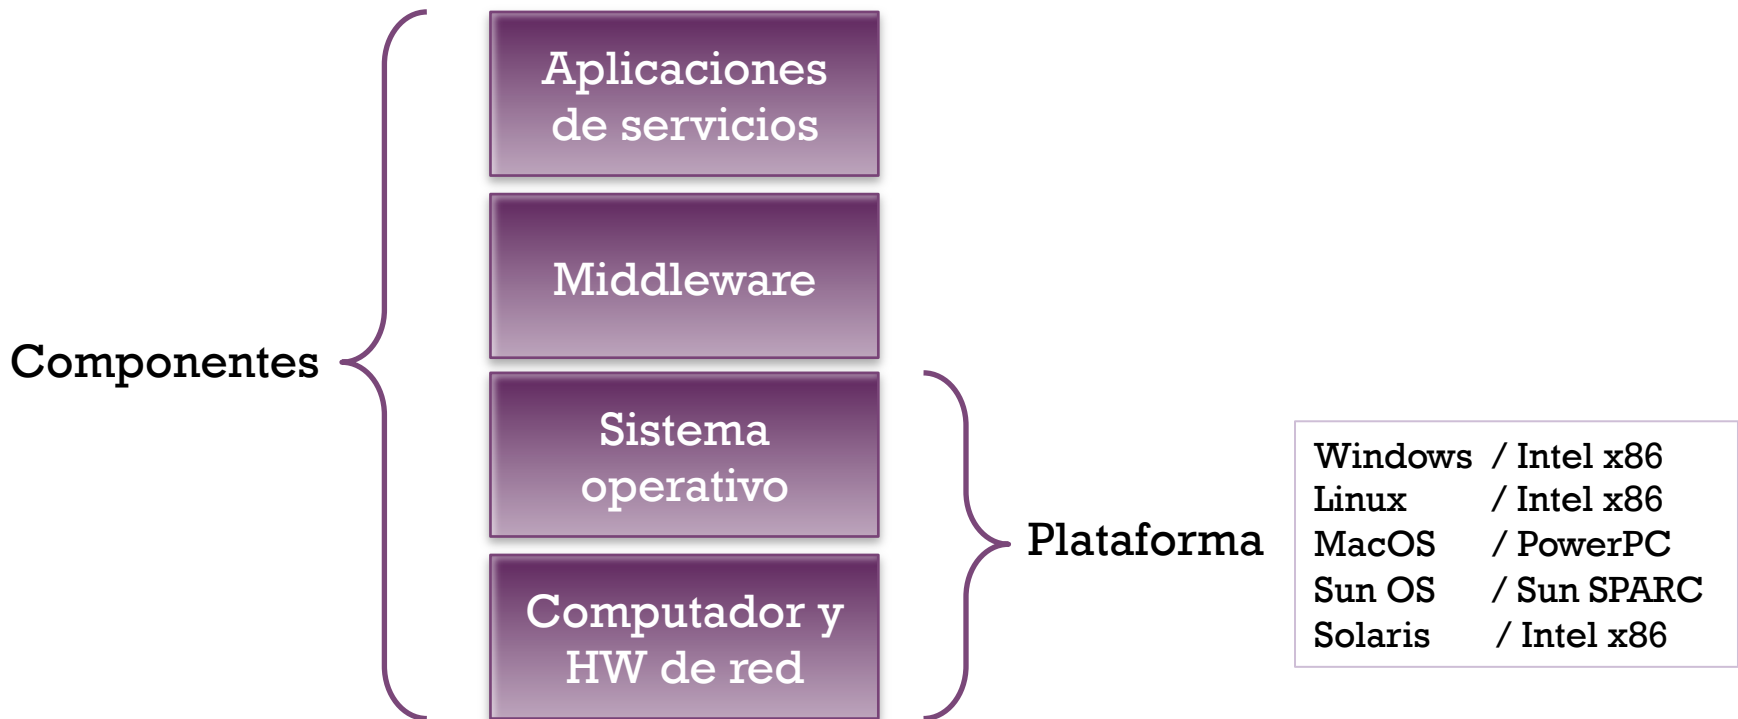 Aplicaciones
de servicios
Middleware
Componentes
Sistema
operativo
Plataforma
Windows / Intel x86
Linux / Intel x86
MacOS / PowerPC
Sun OS / Sun SPARC
Solaris / Intel x86
Computador y
HW de red